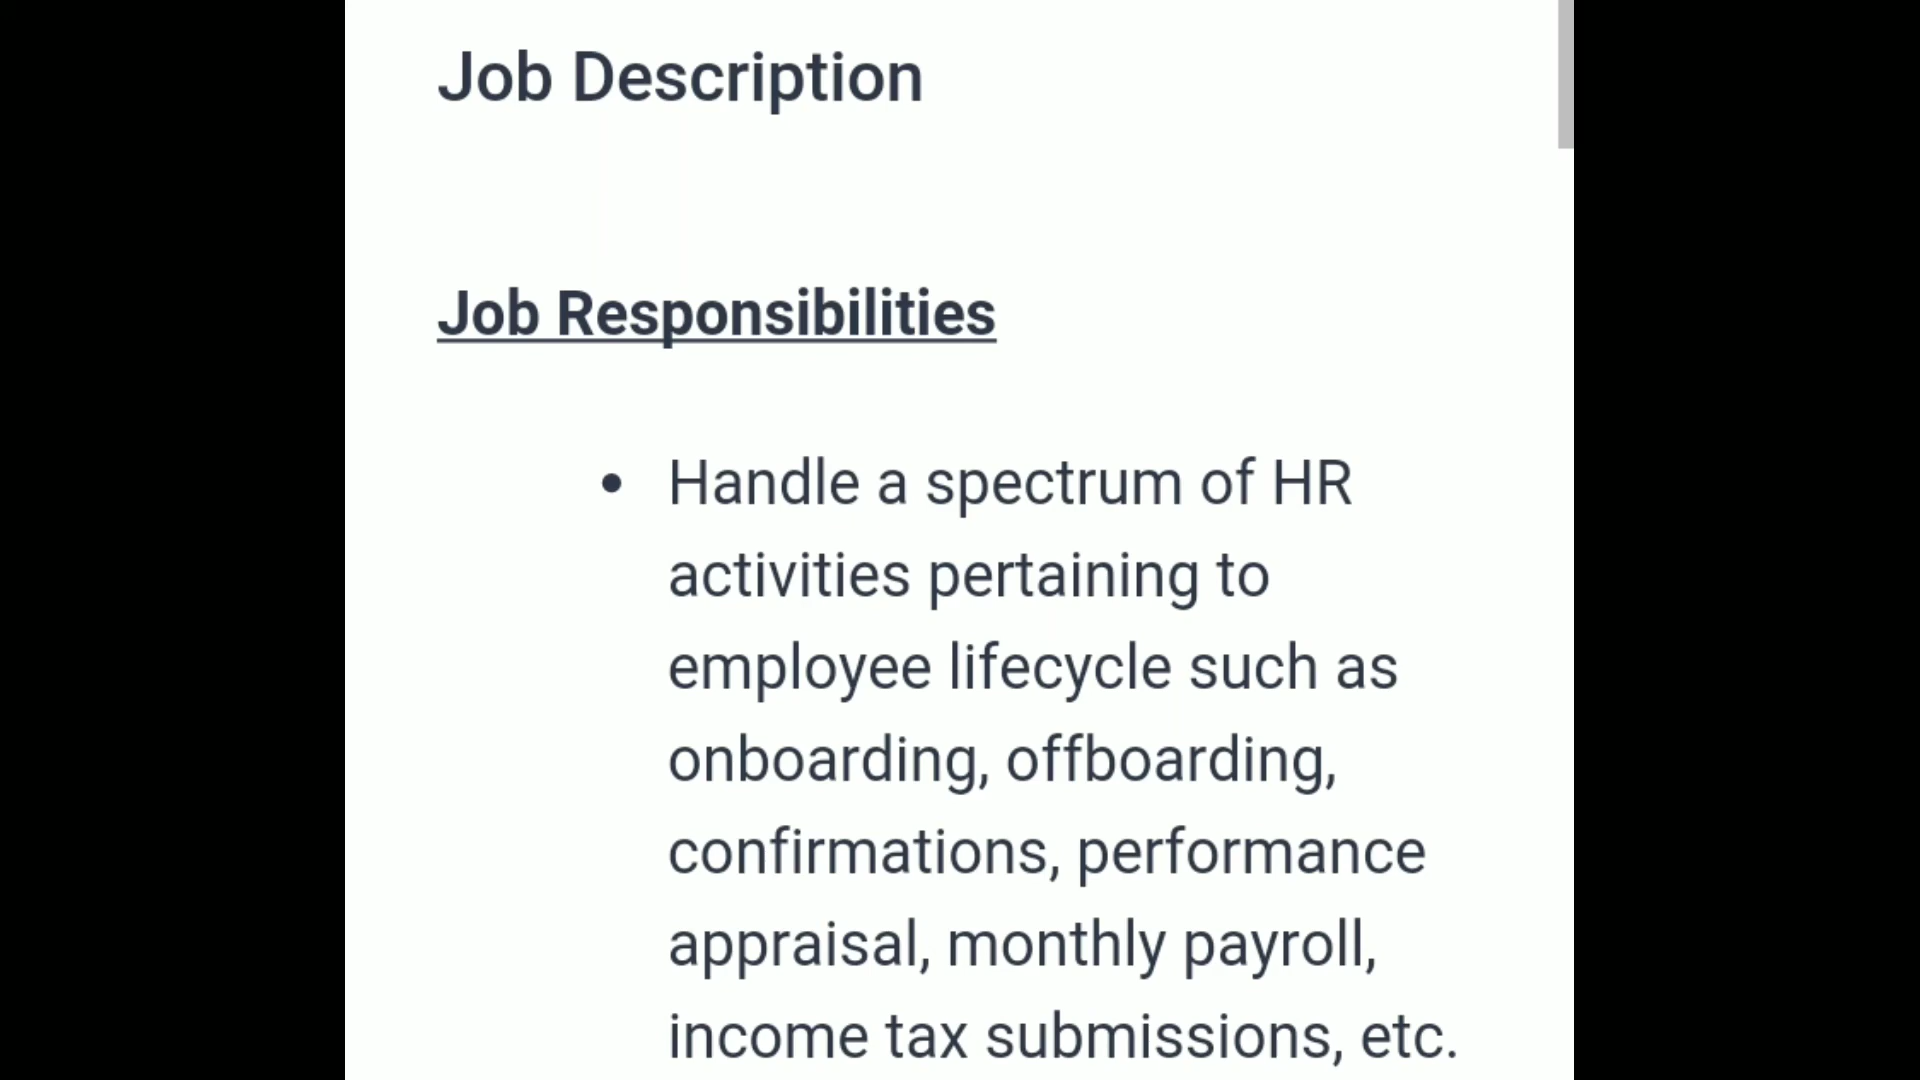 Job Description
Job Responsibilities
• Handle a spectrum of HR
activities pertaining to
employee lifecycle such as
onboarding, offboarding,
confirmations, performance
appraisal, monthly payroll,
income tax submissions, etc.